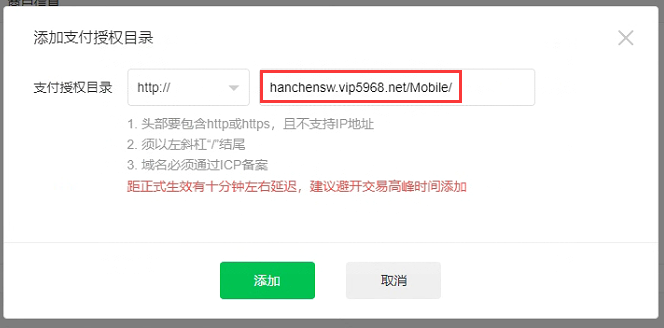 商户信息
添加支付授权目录
支付授权目录 http:// hanchensw.vip5968.net/Mobile/
1. 头部要包含http或https，且不支持IP地址
2. 须以左斜杠“/”结尾
3. 域名必须通过ICP备案
距正式生效有十分钟左右延迟，建议避开交易高峰时间添加
添加 取消